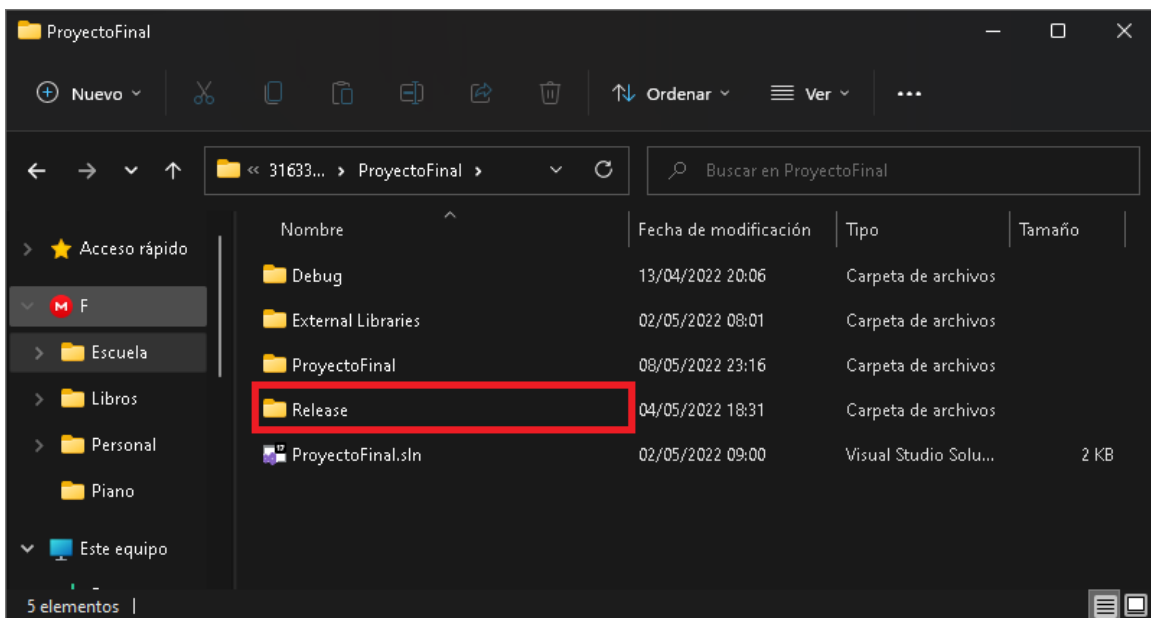 ProyectoFinal
Nuevo
Ordenar
Ver
« 31633... › ProyectoFinal ›
Buscar en ProyectoFinal
Nombre Fecha de modificación Tipo Tamaño
Acceso rápido
Debug 13/04/2022 20:06 Carpeta de archivos
M F
External Libraries 02/05/2022 08:01 Carpeta de archivos
Escuela
ProyectoFinal 08/05/2022 23:16 Carpeta de archivos
Libros
Release 04/05/2022 18:31 Carpeta de archivos
Personal
ProyectoFinal.sln 02/05/2022 09:00 Visual Studio Solu... 2 KB
Piano
Este equipo
5 elementos